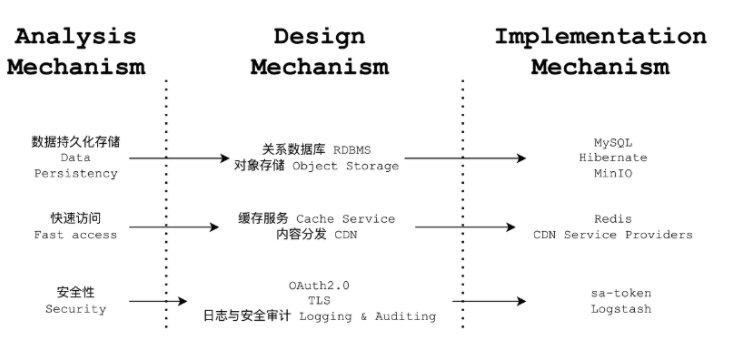 Analysis
Mechanism
Design
Mechanism
Implementation
Mechanism
数据持久化存储
Data
Persistency
关系数据库 RDBMS
对象存储 Object Storage
MySQL
Hibernate
MinIO
快速访问
Fast access
缓存服务 Cache Service
内容分发 CDN
Redis
CDN Service Providers
安全性
Security
OAuth2.0
TLS
日志与安全审计 Logging & Auditing
sa-token
Logstash